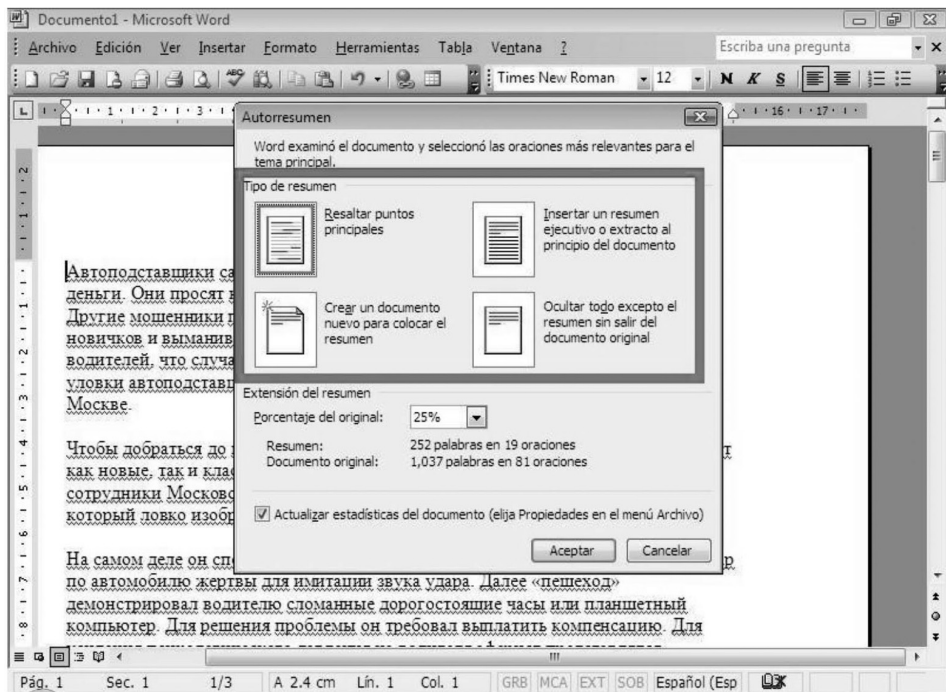 Documento1 - Microsoft Word
Archivo Edición Ver Insertar Formato Herramientas Tabla Ventana ? Escriba una pregunta
Times New Roman 12 N K S
1 2 3 16 17
Autorresumen
Word examinó el documento y seleccionó las oraciones más relevantes para el
tema principal.
Tipo de resumen
Resaltar puntos
principales
Insertar un resumen
ejecutivo o extracto al
principio del documento
Crear un documento
nuevo para colocar el
resumen
Ocultar todo excepto el
resumen sin salir del
documento original
Extensión del resumen
Porcentaje del original: 25%
Resumen: 252 palabras en 19 oraciones
Documento original: 1,037 palabras en 81 oraciones
Actualizar estadísticas del documento (elija Propiedades en el menú Archivo)
Aceptar Cancelar
Автоподставщики
деньги. Они просят
Другие мошенники
новичков и
водителей, что
уловки
Москве.
Чтобы добраться до
как новые, так и
сотрудники
который ловко
На самом деле он
по автомобилю жертвы для имитации звука удара. Далее «пешеход»
демонстрировал водителю сломанные дорогостоящие часы или планшетный
компьютер. Для решения проблемы он требовал выплатить компенсацию. Для
Pág. 1 Sec. 1 1/3 A 2.4 cm Lín. 1 Col. 1 GRB MCA EXT SOB Español (Esp